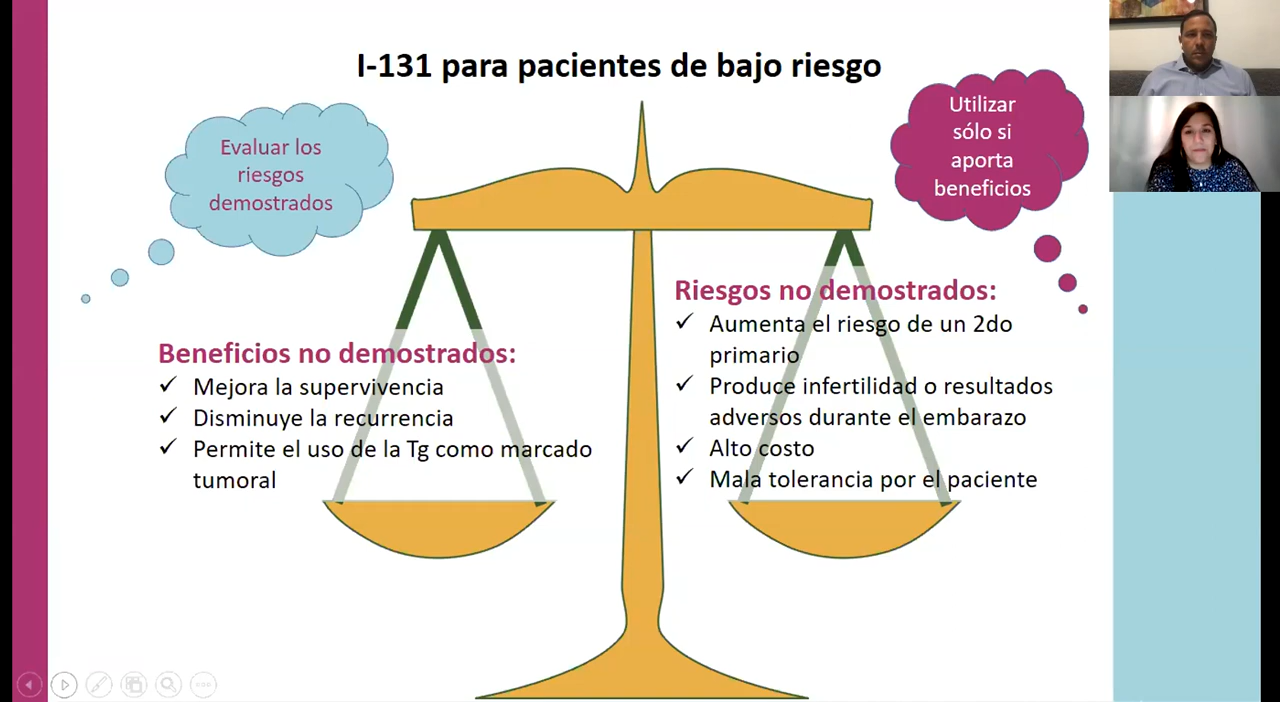 I-131 para pacientes de bajo riesgo
Evaluar los
riesgos
demostrados
Utilizar
sólo si
aporta
beneficios
Beneficios no demostrados:
✓ Mejora la supervivencia
✓ Disminuye la recurrencia
✓ Permite el uso de la Tg como marcado
tumoral
Riesgos no demostrados:
✓ Aumenta el riesgo de un 2do
primario
✓ Produce infertilidad o resultados
adversos durante el embarazo
✓ Alto costo
✓ Mala tolerancia por el paciente